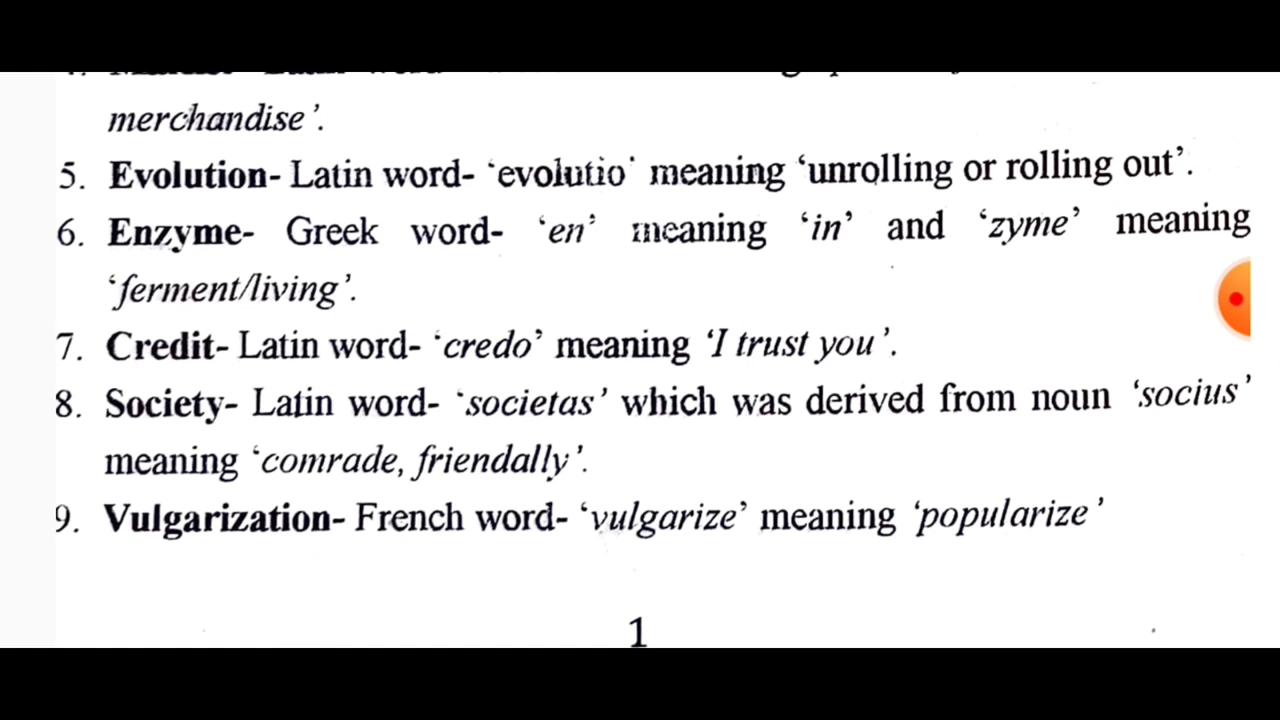 merchandise’.
5. Evolution- Latin word- ‘evolutio’ meaning ‘unrolling or rolling out’.
6. Enzyme- Greek word- ‘en’ meaning ‘in’ and ‘zyme’ meaning
‘ferment/living’.
7. Credit- Latin word- ‘credo’ meaning ‘I trust you’.
8. Society- Latin word- ‘societas’ which was derived from noun ‘socius’
meaning ‘comrade, friendally’.
9. Vulgarization- French word- ‘vulgarize’ meaning ‘popularize’
1